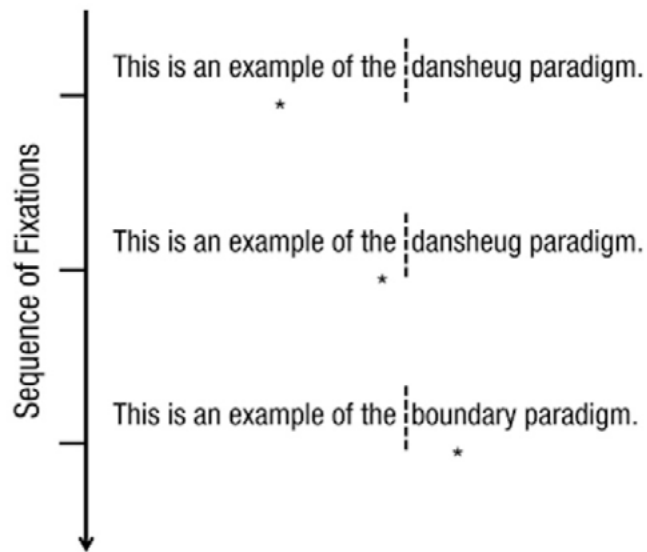 Sequence of Fixations
This is an example of the dansheug paradigm.
*
This is an example of the dansheug paradigm.
*
This is an example of the boundary paradigm.
*